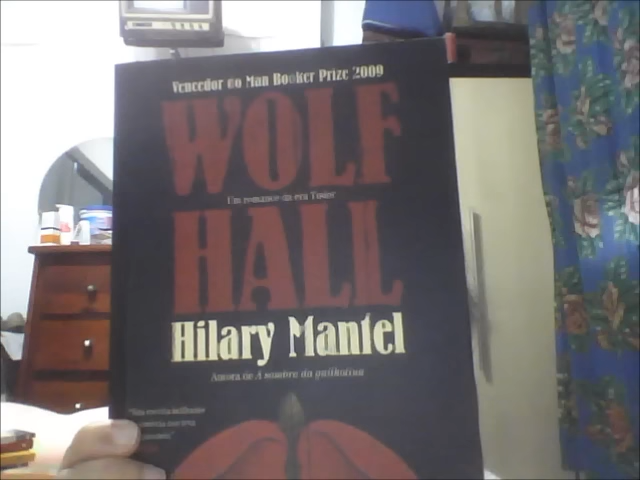 Vencedor do Man Booker Prize 2009
WOLF
Um romance da era Tudor
HALL
Hilary Mantel
Autora de A sombra da guilhotina